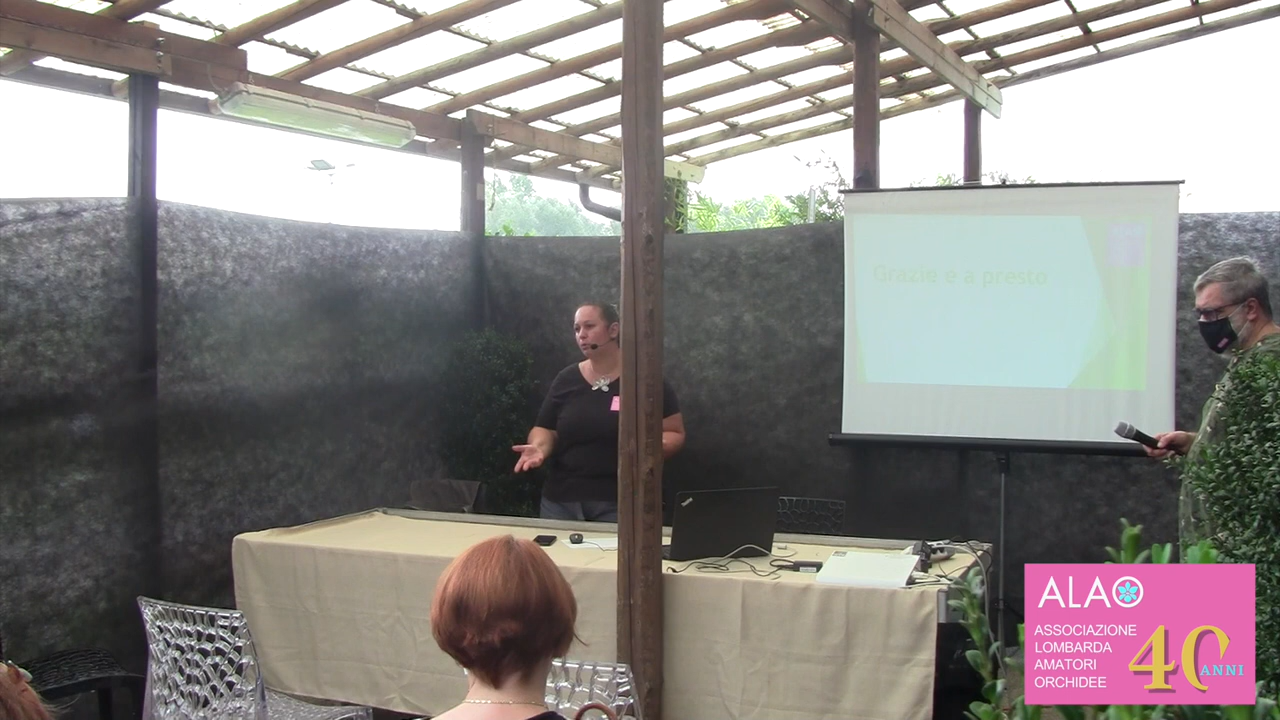 Grazie e a presto
ALAO
ASSOCIAZIONE
LOMBARDA
AMATORI
ORCHIDEE
40
ANNI